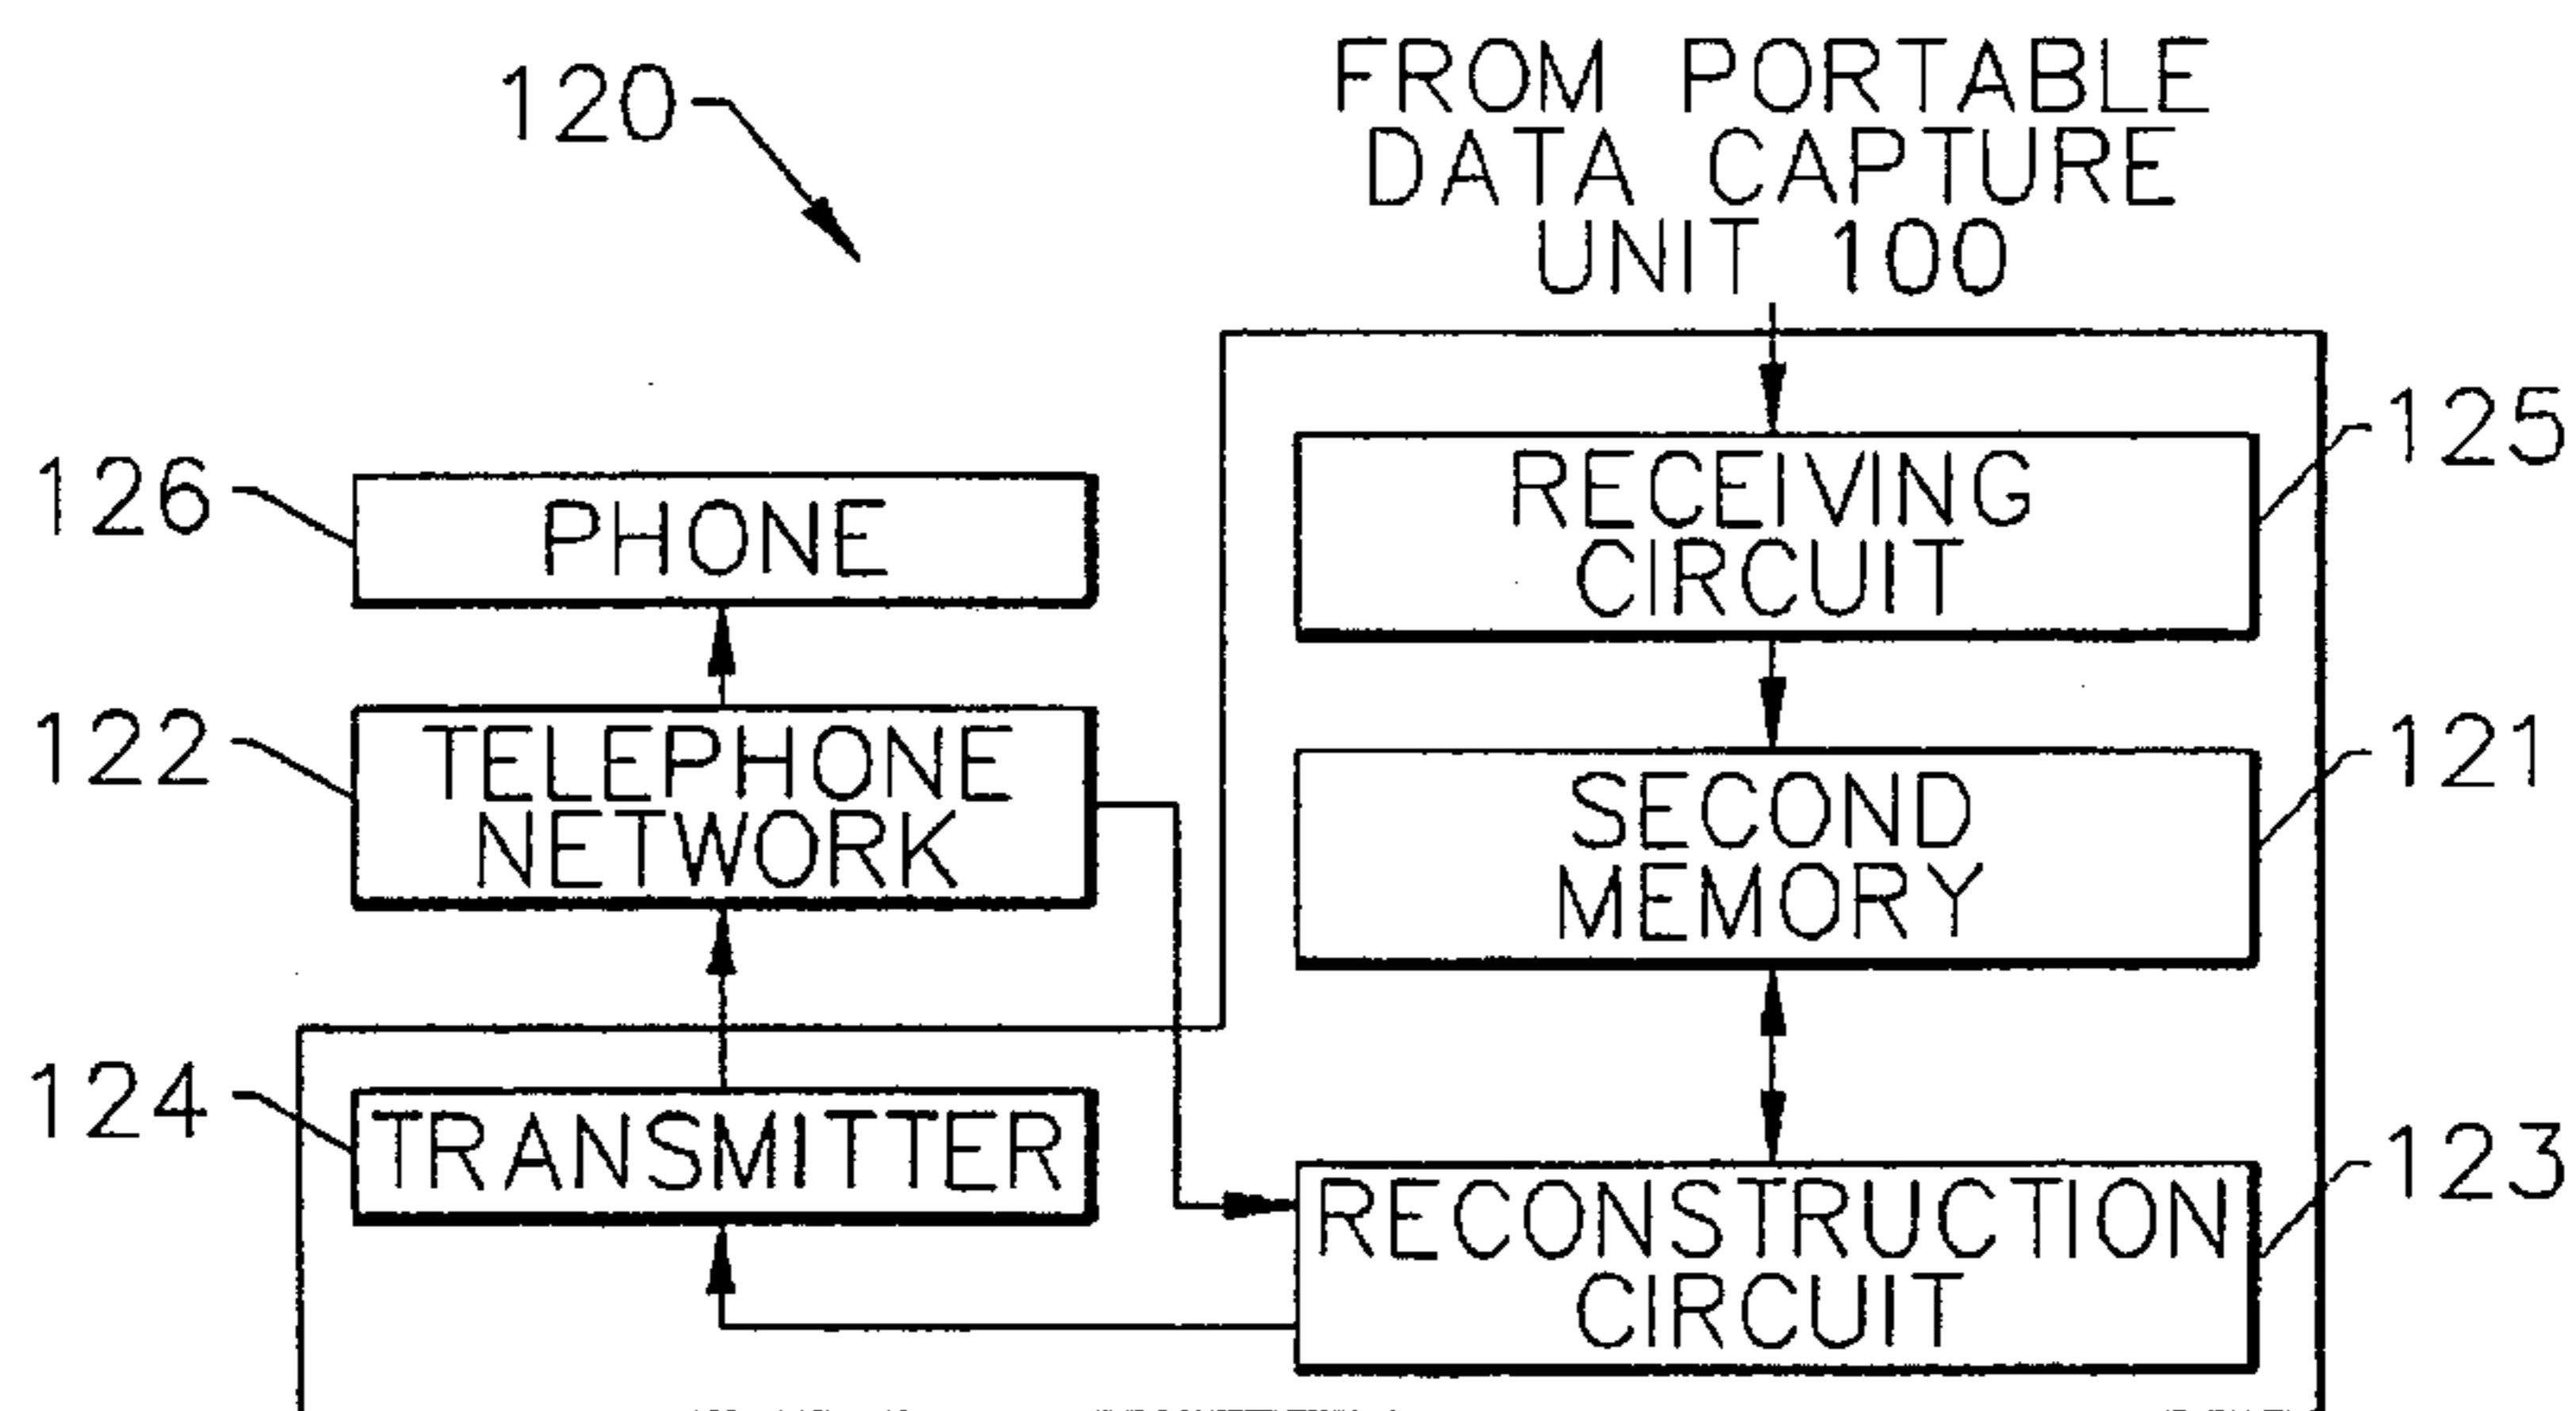 120
FROM PORTABLE
DATA CAPTURE
UNIT 100
126
PHONE
RECEIVING
CIRCUIT
125
122
TELEPHONE
NETWORK
SECOND
MEMORY
121
124
TRANSMITTER
RECONSTRUCTION
CIRCUIT
123